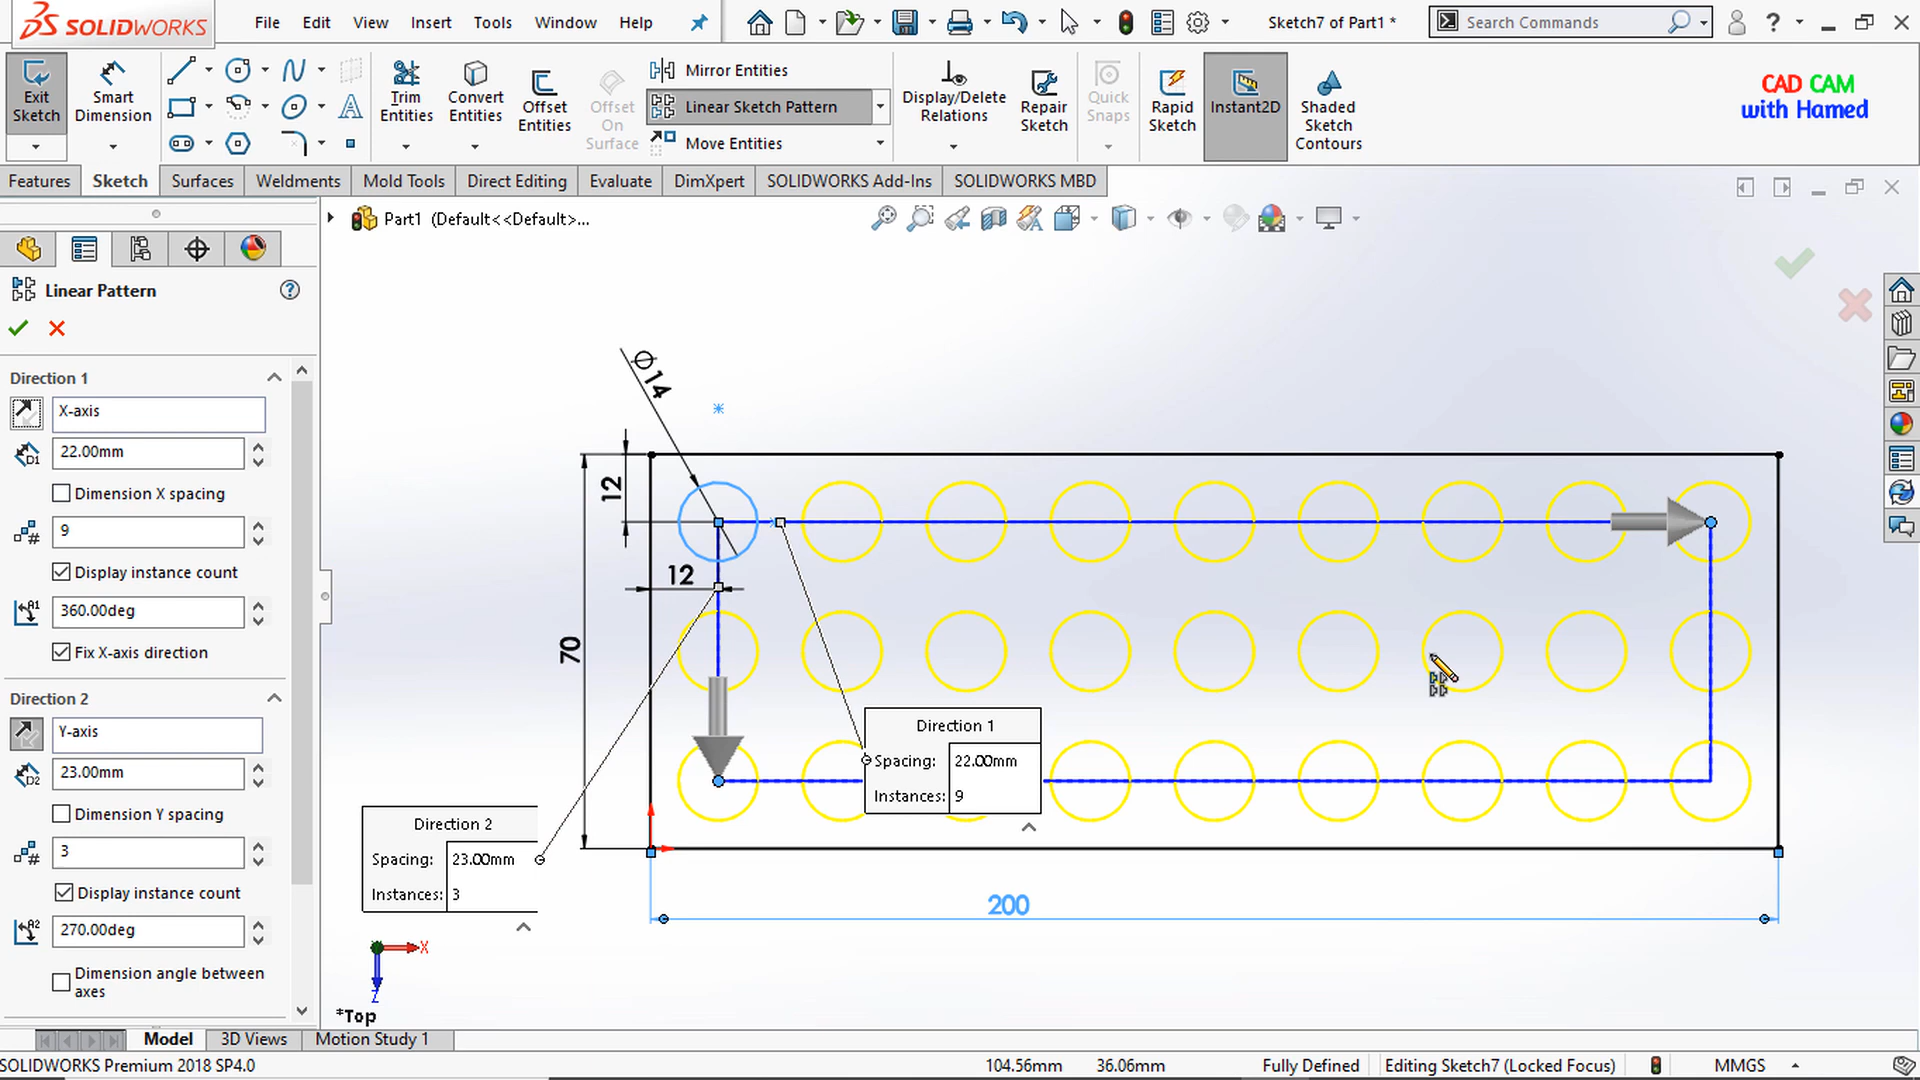 SOLIDWORKS
File Edit View Insert Tools Window Help
Sketch7 of Part1 *
Search Commands
Exit Sketch
Smart Dimension
Trim Entities
Convert Entities
Offset Entities
Offset On Surface
Mirror Entities
Linear Sketch Pattern
Move Entities
Display/Delete Relations
Repair Sketch
Quick Snaps
Rapid Sketch
Instant2D
Shaded Sketch Contours
CAD CAM
with Hamed
Features Sketch Surfaces Weldments Mold Tools Direct Editing Evaluate DimXpert SOLIDWORKS Add-Ins SOLIDWORKS MBD
Part1 (Default<<Default>...
Linear Pattern
Direction 1
X-axis
D1 22.00mm
Dimension X spacing
9
Display instance count
A1 360.00deg
Fix X-axis direction
Direction 2
Y-axis
D2 23.00mm
Dimension Y spacing
3
Display instance count
A2 270.00deg
Dimension angle between
axes
Ø14
12
12
70
200
Direction 1
Spacing: 22.00mm
Instances: 9
Direction 2
Spacing: 23.00mm
Instances: 3
X
Z
*Top
Model 3D Views Motion Study 1
SOLIDWORKS Premium 2018 SP4.0
104.56mm 36.06mm Fully Defined Editing Sketch7 (Locked Focus) MMGS